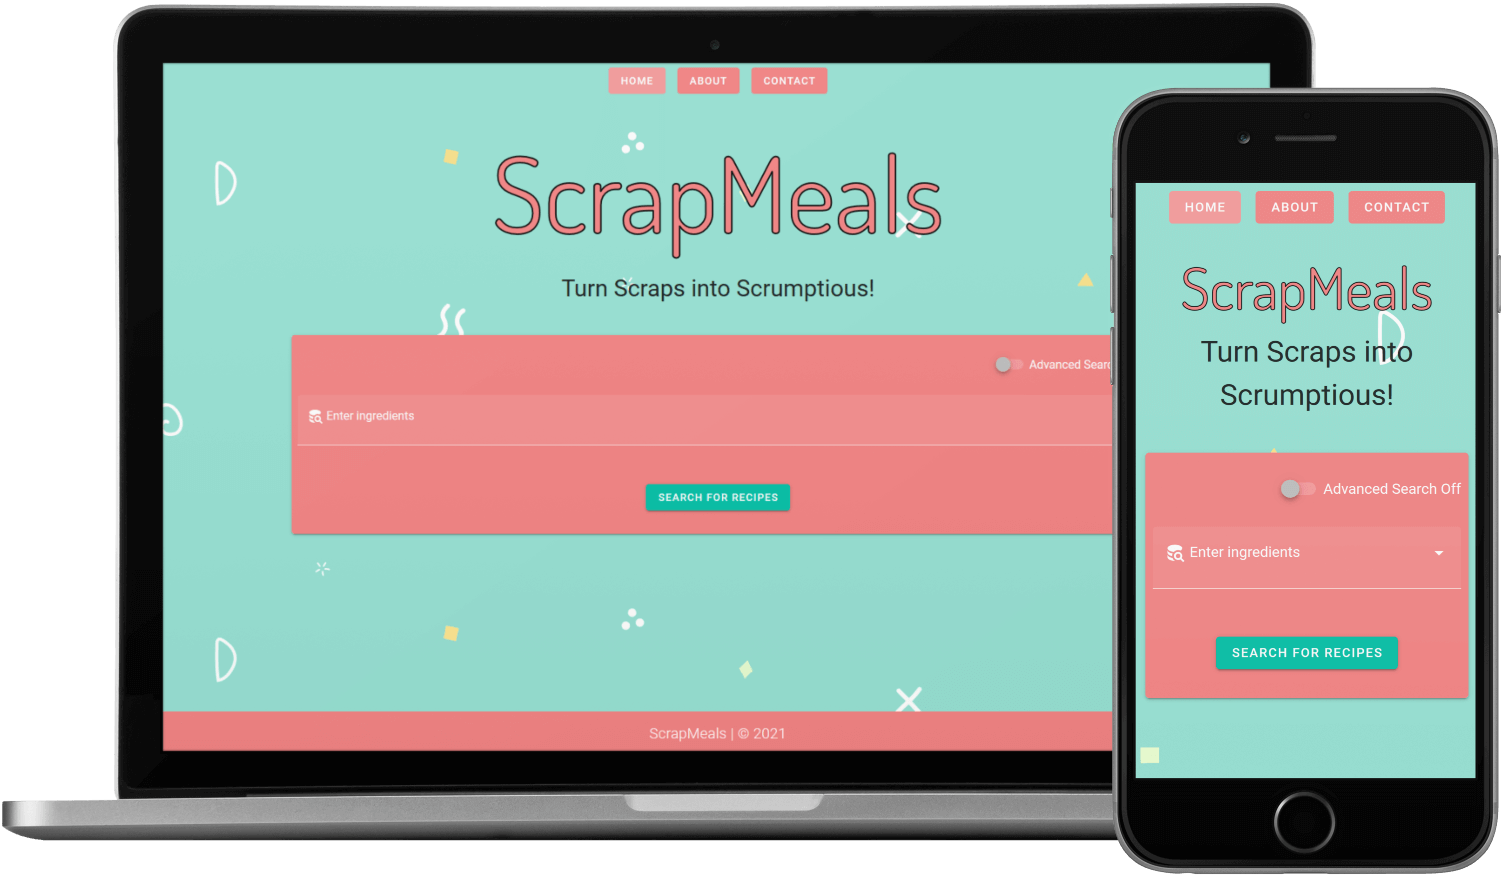 HOME ABOUT CONTACT
ScrapMeals
Turn Scraps into Scrumptious!
Advanced Sear
Enter ingredients
SEARCH FOR RECIPES
ScrapMeals | © 2021
HOME ABOUT CONTACT
ScrapMeals
Turn Scraps into
Scrumptious!
Advanced Search Off
Enter ingredients
SEARCH FOR RECIPES